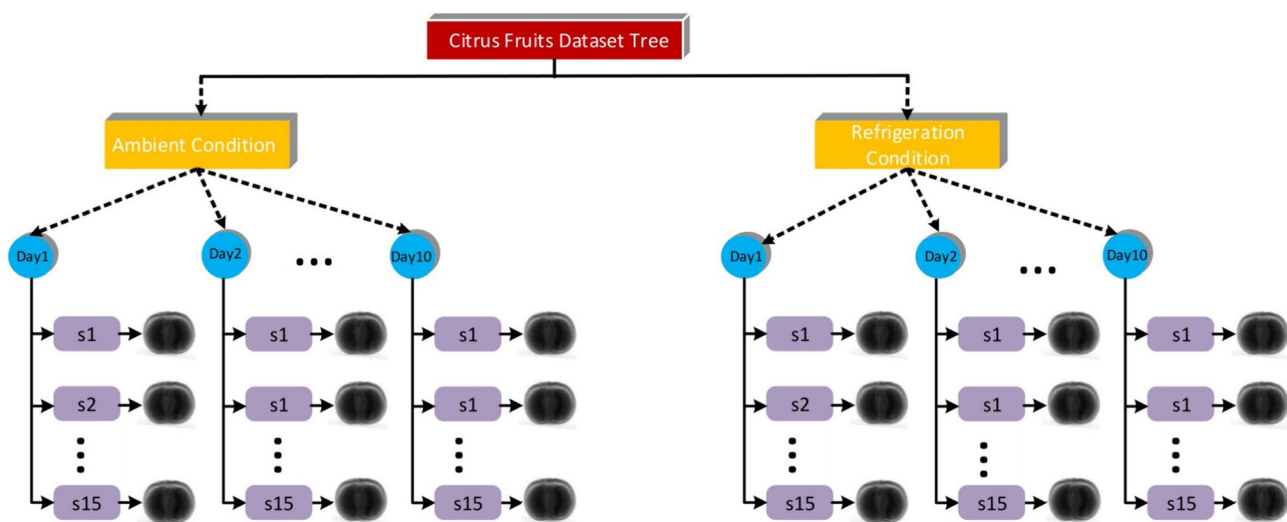 Citrus Fruits Dataset Tree
Ambient Condition
Refrigeration
Condition
Day1
Day2
...
Day10
Day1
Day2
...
Day10
s1
s1
s1
s1
s1
s1
s2
s1
s1
s2
s1
s1
s15
s15
s15
s15
s15
s15